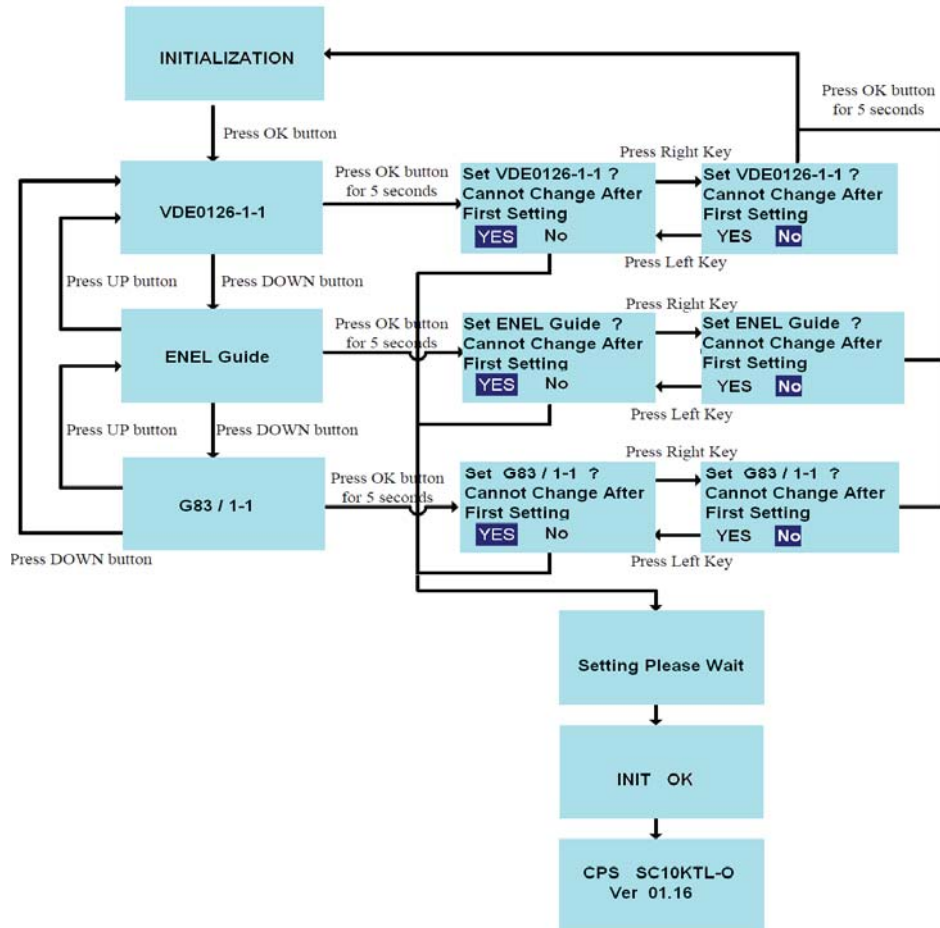 INITIALIZATION
Press OK button
for 5 seconds
Press OK button
VDE0126-1-1
Press OK button
for 5 seconds
Set VDE0126-1-1 ?
Cannot Change After
First Setting
YES No
Press Right Key
Set VDE0126-1-1 ?
Cannot Change After
First Setting
YES No
Press Left Key
Press UP button
Press DOWN button
ENEL Guide
Press OK button
for 5 seconds
Set ENEL Guide ?
Cannot Change After
First Setting
YES No
Press Right Key
Set ENEL Guide ?
Cannot Change After
First Setting
YES No
Press Left Key
Press UP button
Press DOWN button
G83 / 1-1
Press DOWN button
Press OK button
for 5 seconds
Set G83 / 1-1 ?
Cannot Change After
First Setting
YES No
Press Right Key
Set G83 / 1-1 ?
Cannot Change After
First Setting
YES No
Press Left Key
Setting Please Wait
INIT OK
CPS SC10KTL-O
Ver 01.16